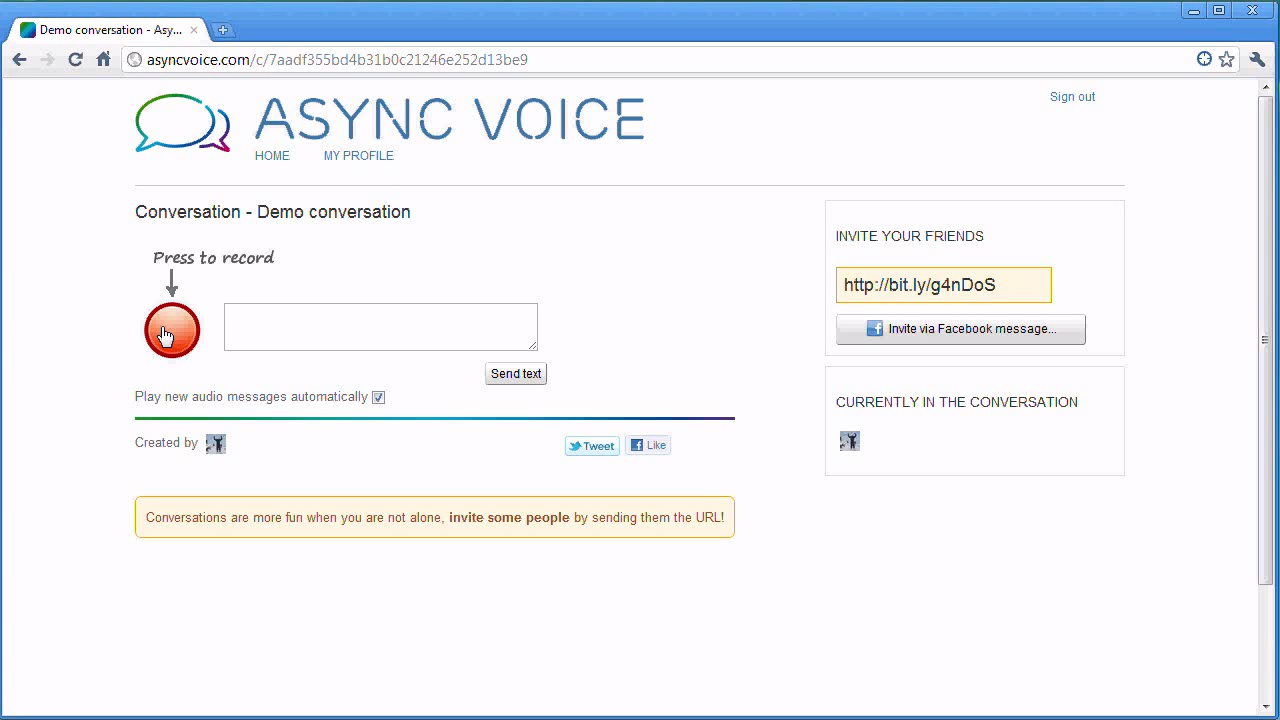 Demo conversation - Asy...
asyncvoice.com/c/7aadf355bd4b31b0c21246e252d13be9
Sign out
ASYNC VOICE
HOME MY PROFILE
Conversation - Demo conversation
Press to record
Send text
Play new audio messages automatically
Created by
Tweet
Like
Conversations are more fun when you are not alone, invite some people by sending them the URL!
INVITE YOUR FRIENDS
http://bit.ly/g4nDoS
Invite via Facebook message...
CURRENTLY IN THE CONVERSATION